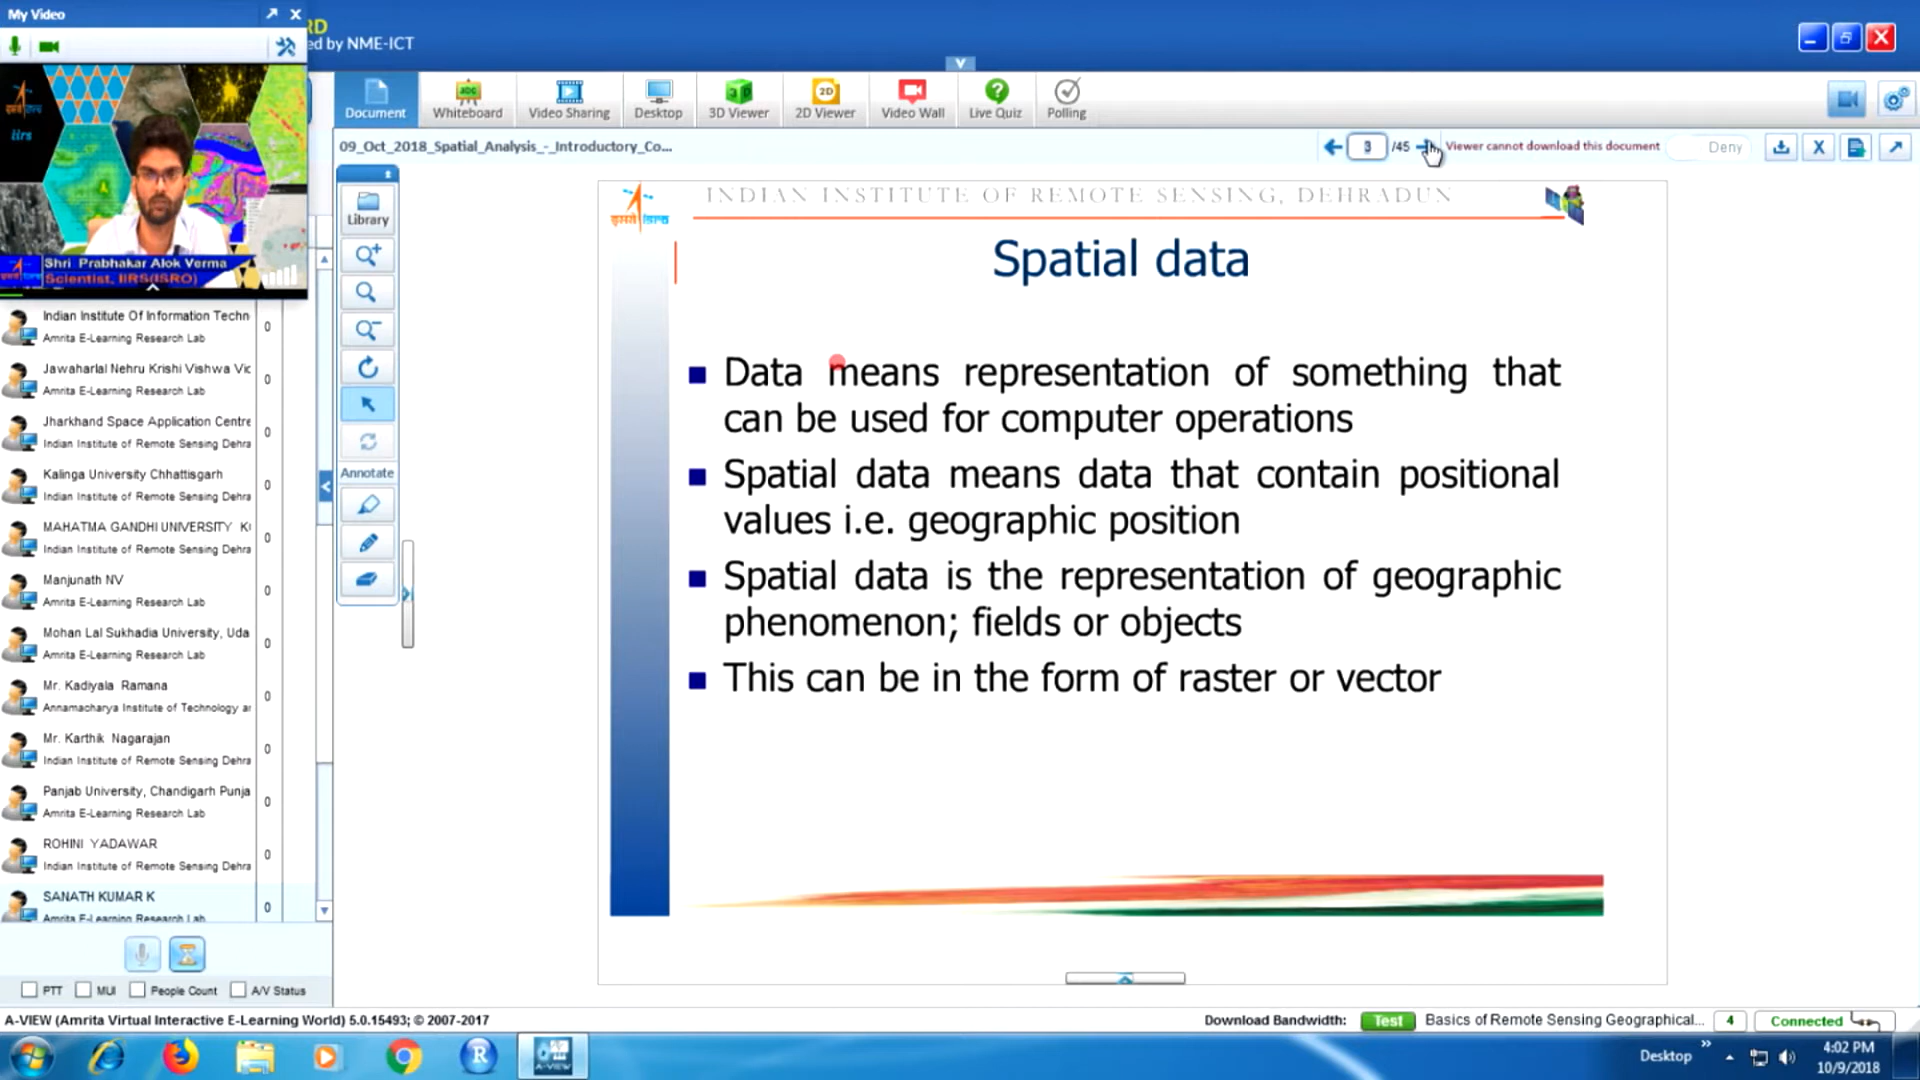 My Video
RD
ed by NME-ICT
iirs
Shri Prabhakar Alok Verma
Scientist, IIRS(ISRO)
Document
Whiteboard
Video Sharing
Desktop
3D Viewer
2D Viewer
Video Wall
Live Quiz
Polling
09_Oct_2018_Spatial_Analysis_-_Introductory_Co...
3 /45
Viewer cannot download this document
Deny
Library
Annotate
Indian Institute Of Information Techn
Amrita E-Learning Research Lab
0
Jawaharlal Nehru Krishi Vishwa Vic
Amrita E-Learning Research Lab
0
Jharkhand Space Application Centre
Indian Institute of Remote Sensing Dehra
0
Kalinga University Chhattisgarh
Indian Institute of Remote Sensing Dehra
0
MAHATMA GANDHI UNIVERSITY K
Indian Institute of Remote Sensing Dehra
0
Manjunath NV
Amrita E-Learning Research Lab
0
Mohan Lal Sukhadia University, Uda
Amrita E-Learning Research Lab
0
Mr. Kadiyala Ramana
Annamacharya Institute of Technology ar
0
Mr. Karthik Nagarajan
Indian Institute of Remote Sensing Dehra
0
Panjab University, Chandigarh Punja
Amrita E-Learning Research Lab
0
ROHINI YADAWAR
Indian Institute of Remote Sensing Dehra
0
SANATH KUMAR K
Amrita E-Learning Research Lab
0
PTT
MUI
People Count
A/V Status
INDIAN INSTITUTE OF REMOTE SENSING, DEHRADUN
Spatial data
Data means representation of something that
can be used for computer operations
Spatial data means data that contain positional
values i.e. geographic position
Spatial data is the representation of geographic
phenomenon; fields or objects
This can be in the form of raster or vector
A-VIEW (Amrita Virtual Interactive E-Learning World) 5.0.15493; © 2007-2017
Download Bandwidth:
Test
Basics of Remote Sensing Geographical...
4
Connected
A-VIEW
Desktop
4:02 PM
10/9/2018